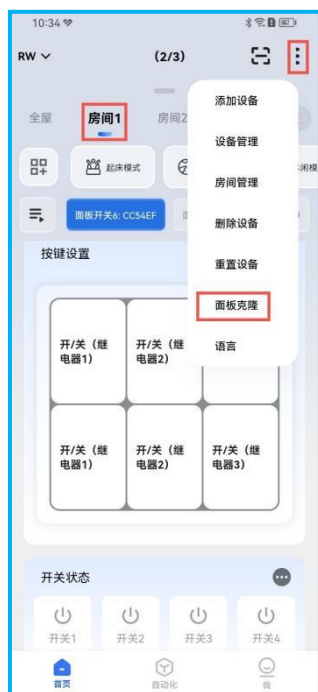 10:34
RW
(2/3)
添加设备
全屋
房间1
房间2
设备管理
起床模式
房间管理
闲模
面板开关6: CC54EF
删除设备
按键设置
重置设备
面板克隆
开/关（继
电器1）
开/关（继
电器2）
语言
开/关（继
电器1）
开/关（继
电器2）
开/关（继
电器3）
开关状态
开关1
开关2
开关3
开关4
首页
自动化
我